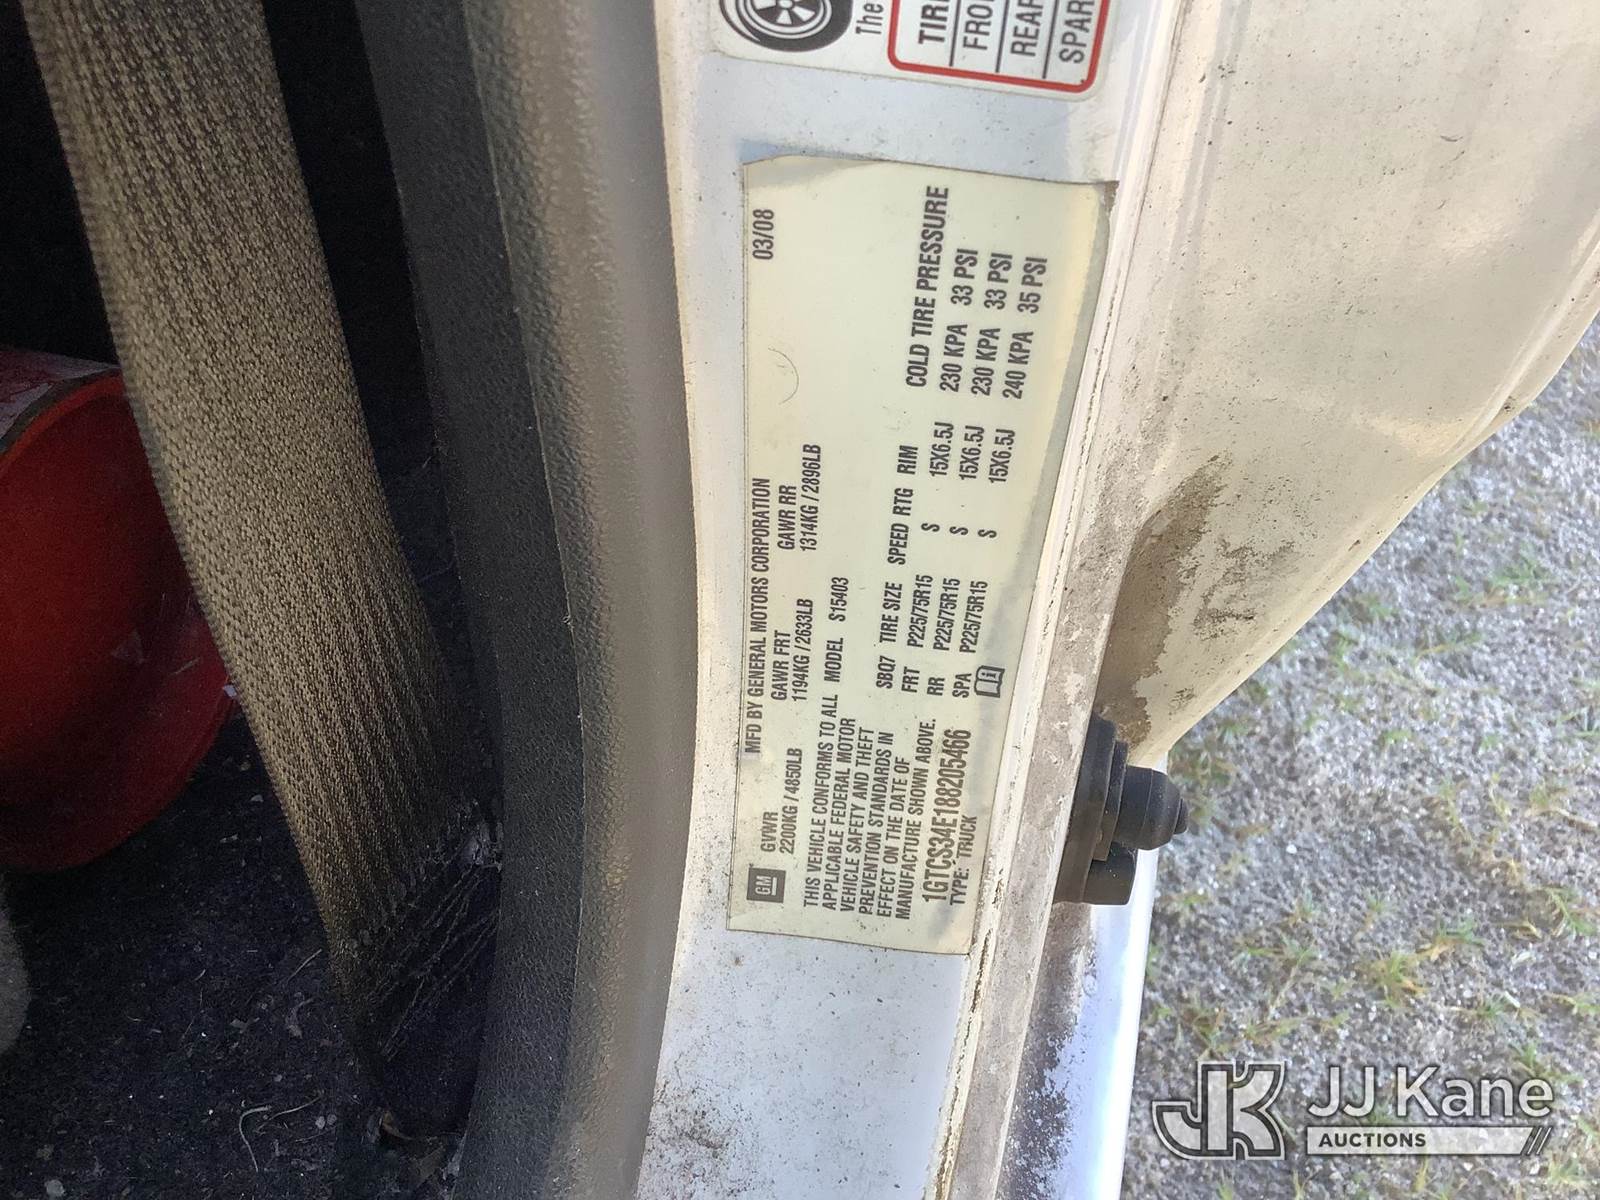 The
TIRE
FRO
REAR
SPAR
MFD BY GENERAL MOTORS CORPORATION 03/08
GM GVWR GAWR FRT GAWR RR
2200KG / 4850LB 1194KG / 2633LB 1314KG / 2896LB
THIS VEHICLE CONFORMS TO ALL MODEL S15403
APPLICABLE FEDERAL MOTOR
VEHICLE SAFETY AND THEFT
PREVENTION STANDARDS IN
EFFECT ON THE DATE OF
MANUFACTURE SHOWN ABOVE.
SBQ7 TIRE SIZE SPEED RTG RIM COLD TIRE PRESSURE
FRT P225/75R15 S 15X6.5J 230 KPA 33 PSI
RR P225/75R15 S 15X6.5J 230 KPA 33 PSI
SPA P225/75R15 S 15X6.5J 240 KPA 35 PSI
1GTCS34E188205466
TYPE: TRUCK
JK JJ Kane
AUCTIONS